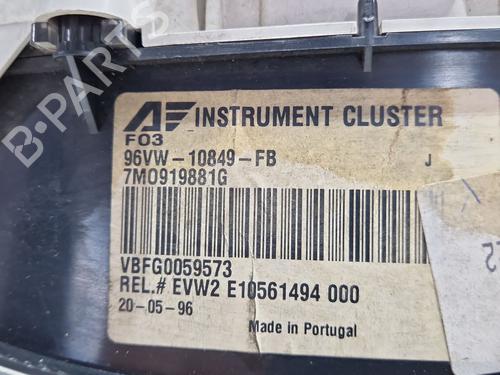 AE INSTRUMENT CLUSTER
F03
96VW-10849-FB J
7M0919881G
VBFG0059573
REL.# EVW2 E10561494 000
20-05-96
Made in Portugal
B-PARTS